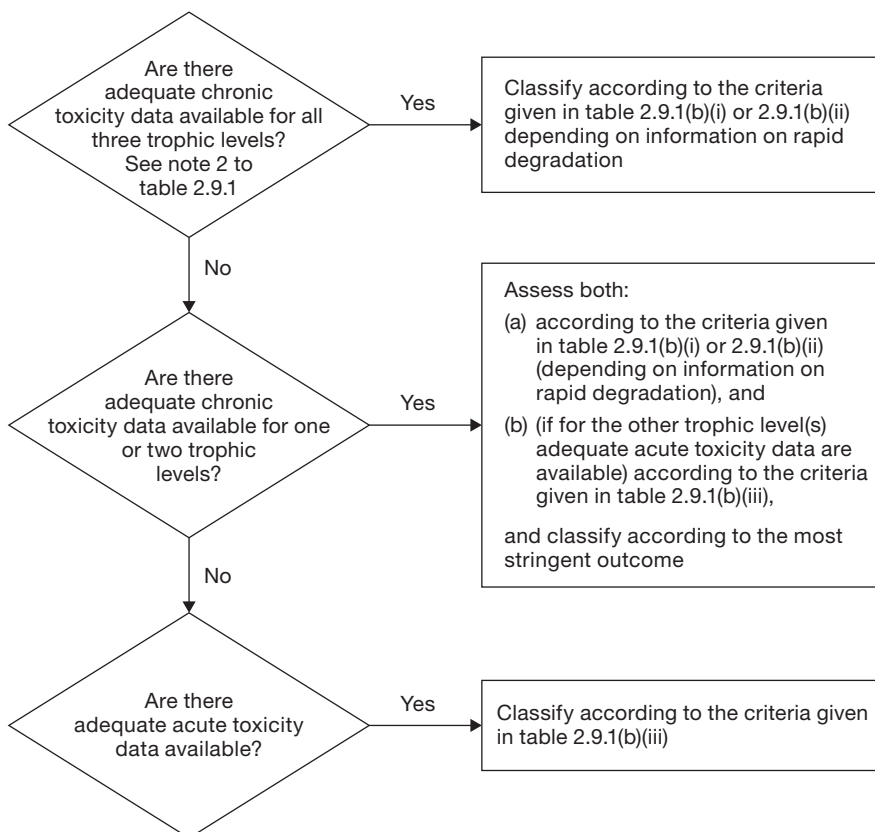 Are there
adequate chronic
toxicity data available for all
three trophic levels?
See note 2 to
table 2.9.1
Yes
Classify according to the criteria
given in table 2.9.1(b)(i) or 2.9.1(b)(ii)
depending on information on rapid
degradation
No
Are there
adequate chronic
toxicity data available for one
or two trophic
levels?
Yes
Assess both:
(a) according to the criteria given
in table 2.9.1(b)(i) or 2.9.1(b)(ii)
(depending on information on
rapid degradation), and
(b) (if for the other trophic level(s)
adequate acute toxicity data are
available) according to the criteria
given in table 2.9.1(b)(iii),
and classify according to the most
stringent outcome
No
Are there
adequate acute toxicity
data available?
Yes
Classify according to the criteria given
in table 2.9.1(b)(iii)